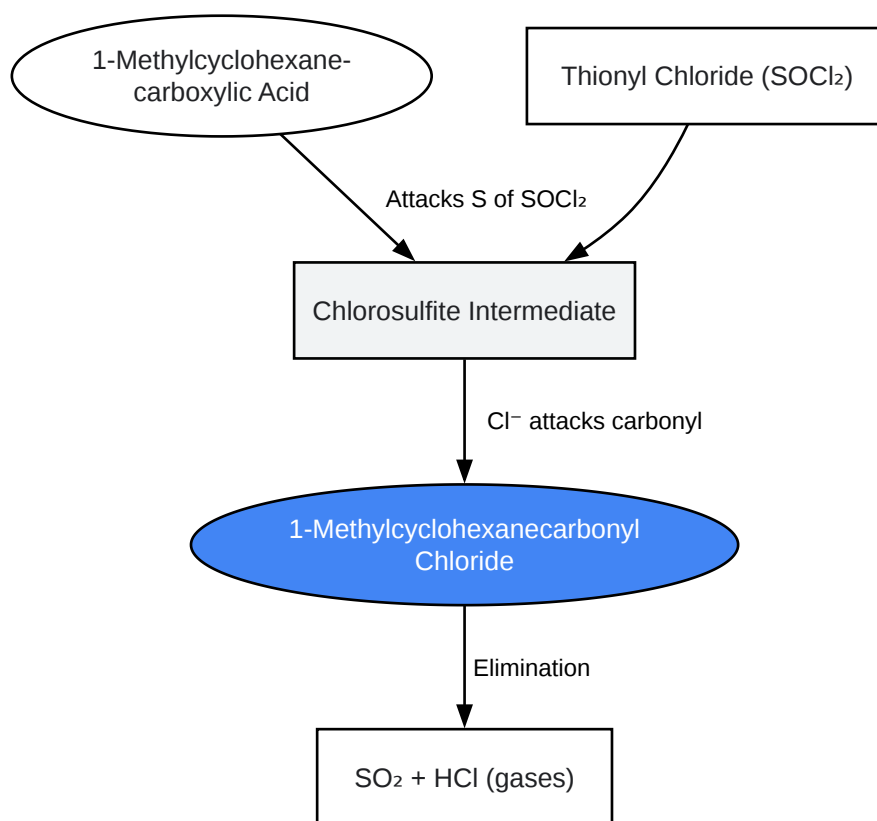 1-Methylcyclohexane-
carboxylic Acid
Thionyl Chloride (SOCl₂)
Attacks S of SOCl₂
Chlorosulfite Intermediate
Cl⁻ attacks carbonyl
1-Methylcyclohexanecarbonyl
Chloride
Elimination
SO₂ + HCl (gases)